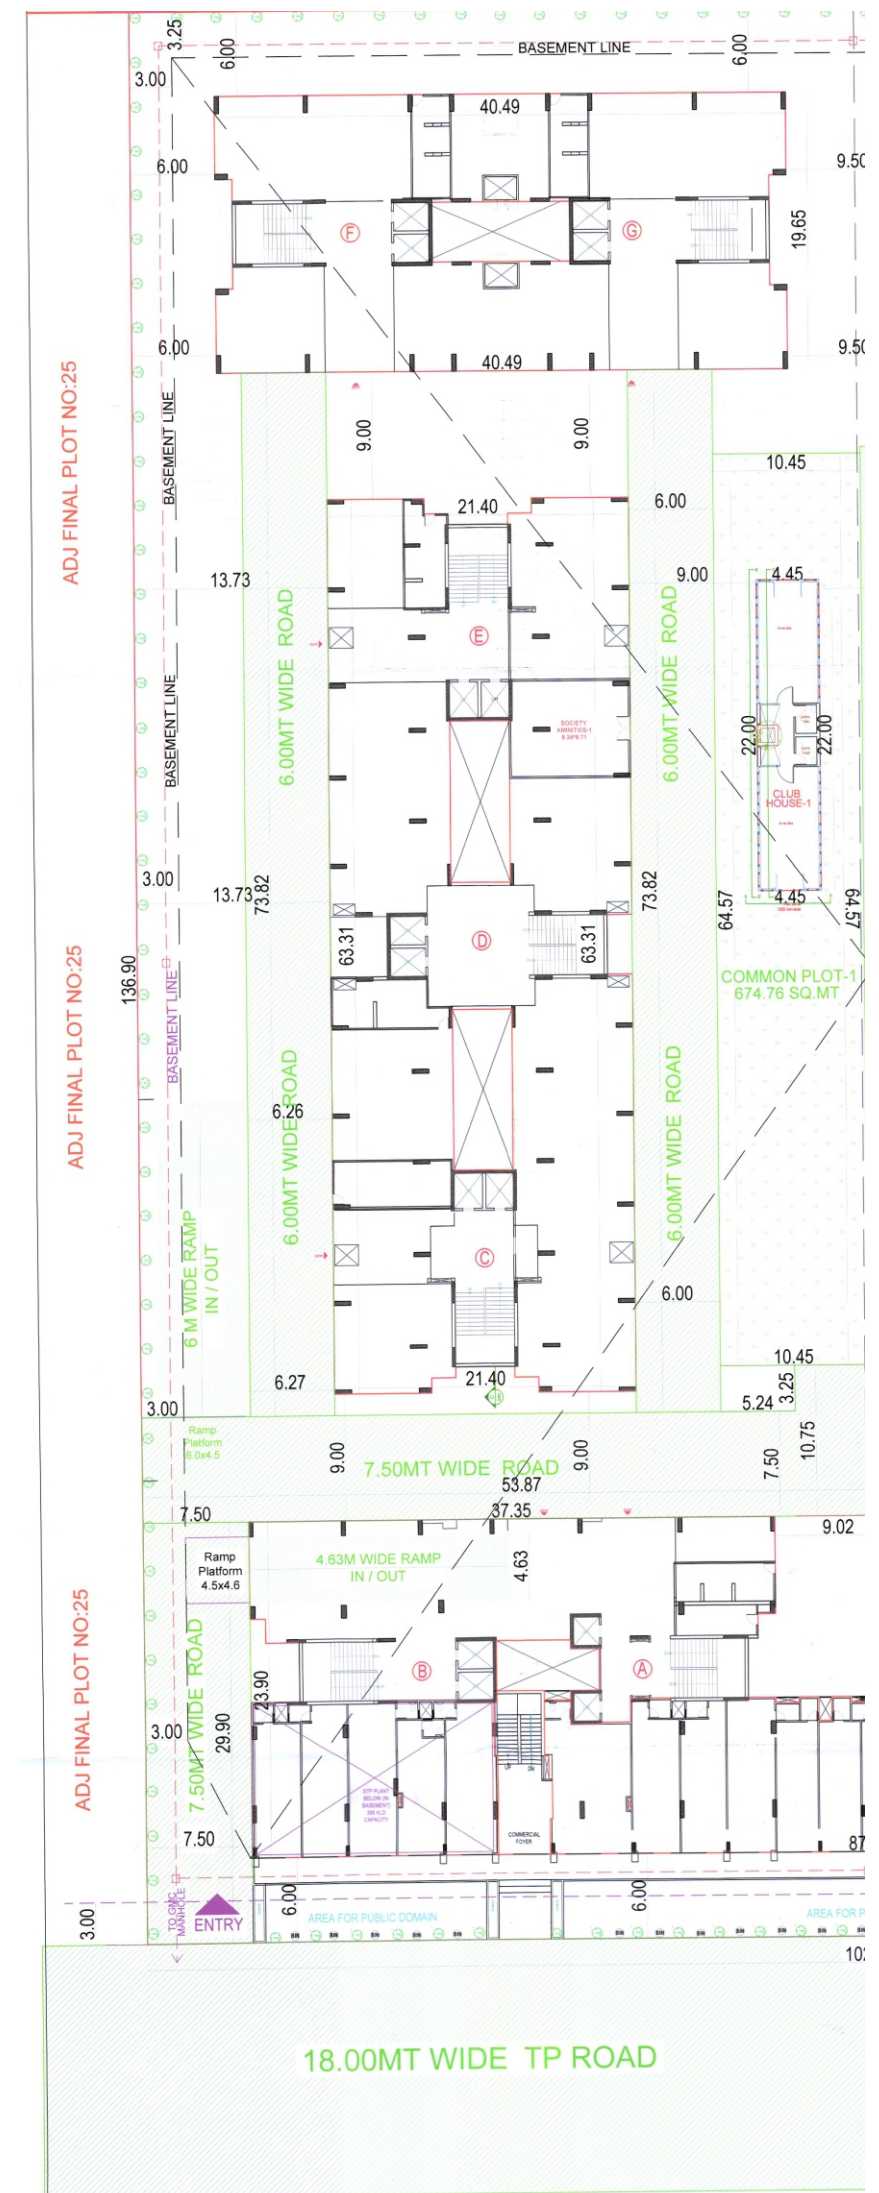 3.25
6.00
BASEMENT LINE
6.00
3.00
40.49
6.00
9.50
F
G
19.65
6.00
40.49
9.50
ADJ FINAL PLOT NO:25
BASEMENT LINE
9.00
9.00
10.45
21.40
6.00
13.73
9.00
4.45
6.00MT WIDE ROAD
E
6.00MT WIDE ROAD
BASEMENT LINE
SOCIETY
AMINITIES-1
22.00
22.00
CLUB
HOUSE-1
3.00
13.73
73.82
73.82
64.57
4.45
64.57
63.31
D
63.31
136.90
ADJ FINAL PLOT NO:25
BASEMENT LINE
COMMON PLOT-1
674.76 SQ.MT
6.26
6.00MT WIDE ROAD
6.00MT WIDE ROAD
6 M WIDE RAMP
IN / OUT
C
6.00
10.45
6.27
21.40
3.25
5.24
3.00
Ramp
Platform
6.0x4.5
9.00
7.50MT WIDE ROAD
9.00
7.50
10.75
53.87
37.35
7.50
9.02
Ramp
Platform
4.5x4.6
4.63M WIDE RAMP
IN / OUT
4.63
ADJ FINAL PLOT NO:25
7.50MT WIDE ROAD
23.90
B
A
3.00
29.90
STP PLANT
BELOW (IN
BASEMENT)
CAPACITY
UP
DN
COMMERCIAL
FOYER
7.50
87
3.00
TO GMC
MANHOLE
ENTRY
6.00
AREA FOR PUBLIC DOMAIN
6.00
AREA FOR P
102
18.00MT WIDE TP ROAD